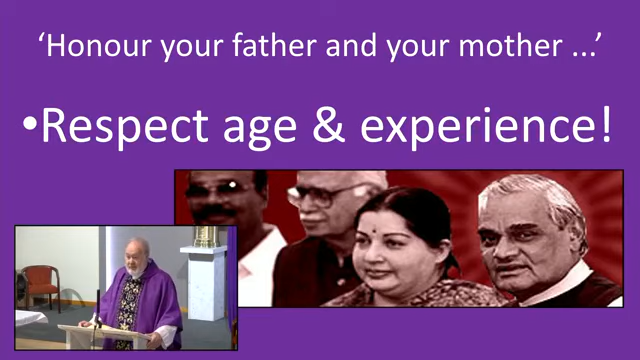 ‘Honour your father and your mother ...’
•Respect age & experience!